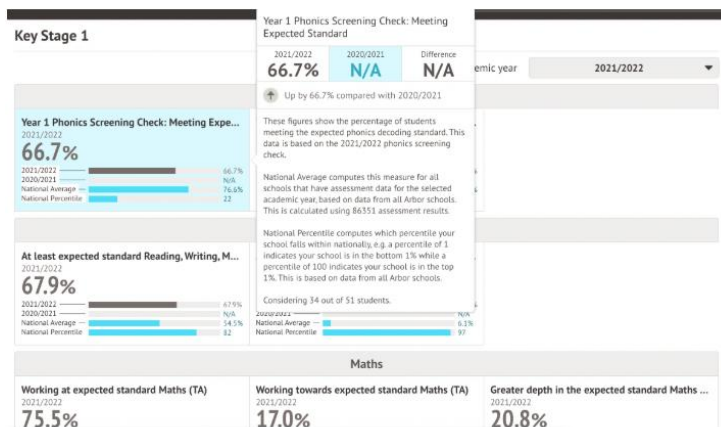 Key Stage 1
Year 1 Phonics Screening Check: Meeting
Expected Standard
2021/2022 2020/2021 Difference
66.7% N/A N/A
emic year 2021/2022
Up by 66.7% compared with 2020/2021
Year 1 Phonics Screening Check: Meeting Expe...
2021/2022
66.7%
2021/2022 66.7%
2020/2021 N/A
National Average 76.6%
National Percentile 22
These figures show the percentage of students
meeting the expected phonics decoding standard. This
data is based on the 2021/2022 phonics screening
check.
National Average computes this measure for all
schools that have assessment data for the selected
academic year, based on data from all Arbor schools.
This is calculated using 86351 assessment results.
National Percentile computes which percentile your
school falls within nationally, e.g. a percentile of 1
indicates your school is in the bottom 1% while a
percentile of 100 indicates your school is in the top
1%. This is based on data from all Arbor schools.
Considering 34 out of 51 students.
At least expected standard Reading, Writing, M...
2021/2022
67.9%
2021/2022 67.9%
2020/2021 N/A
National Average 54.5%
National Percentile 82
2020/2021 N/A
National Average 6.1%
National Percentile 97
Maths
Working at expected standard Maths (TA)
2021/2022
75.5%
Working towards expected standard Maths (TA)
2021/2022
17.0%
Greater depth in the expected standard Maths ...
2021/2022
20.8%